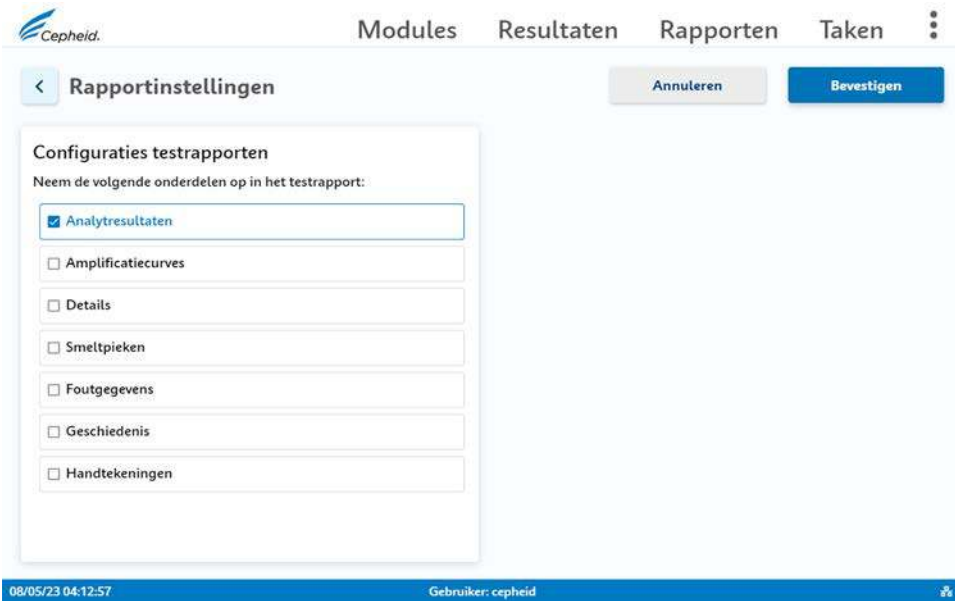 Cepheid.
Modules Resultaten Rapporten Taken
Rapportinstellingen
Annuleren
Bevestigen
Configuraties testrapporten
Neem de volgende onderdelen op in het testrapport:
Analytresultaten
Amplificatiecurves
Details
Smeltpieken
Foutgegevens
Geschiedenis
Handtekeningen
08/05/23 04:12:57 Gebruiker: cepheid